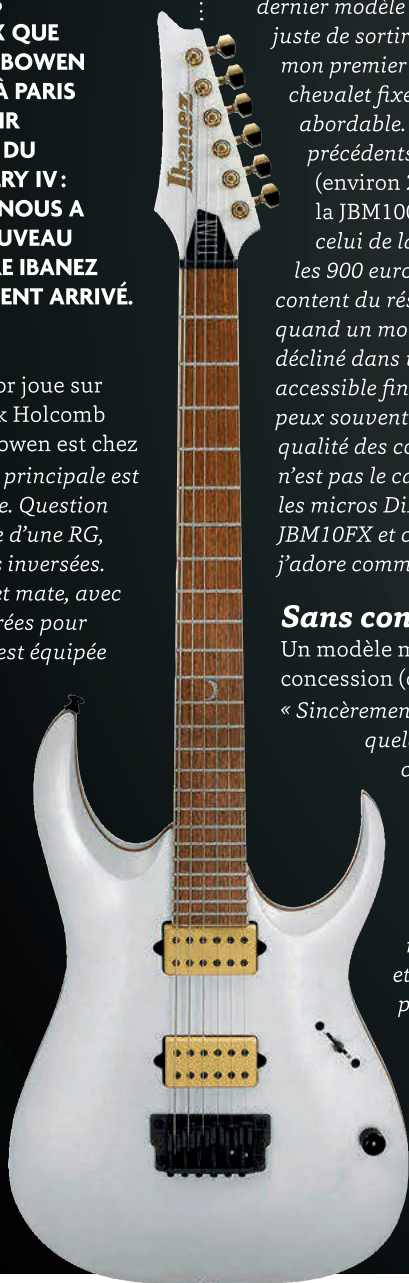 X QUE
BOWEN
À PARIS
IR
DU
RY IV :
NOUS A
UVEAU
E IBANEZ
ENT ARRIVÉ.
or joue sur
k Holcomb
owen est chez
principale est
e. Question
e d'une RG,
s inversées.
et mate, avec
rées pour
est équipée
Ibanez
dernier modèle
juste de sortir
mon premier
chevalet fixe
abordable.
précédents
(environ 2
la JBM100
celui de la
les 900 euro
content du rés
quand un mo
décliné dans u
accessible fin
peux souvent
qualité des co
n'est pas le ca
les micros Di
JBM10FX et c
j'adore comm
Sans con
Un modèle m
concession (c
« Sincèremen
quel
c
et
p